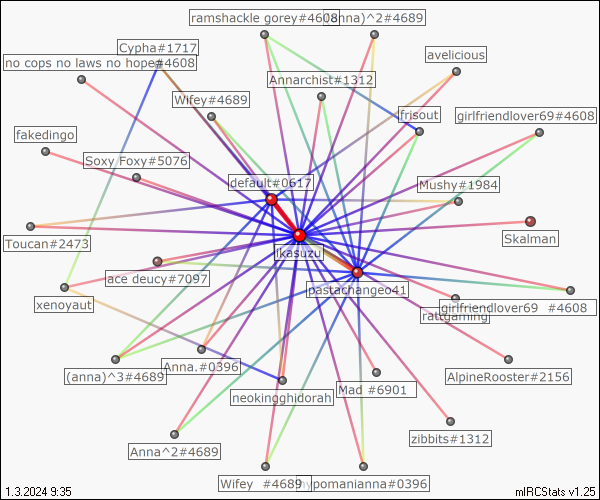 ramshackle gorey#4608
(anna)^2#4689
Cypha#1717
avelicious
no cops no laws no hope#4608
Annarchist#1312
Wifey#4689
frisout
girlfriendlover69#4608
fakedingo
Soxy Foxy#5076
default#0617
Mushy#1984
Toucan#2473
Skalman
ikasuzu
ace deucy#7097
pastachangeo41
xenoyaut
rattgaming
girlfriendlover69 #4608
(anna)^3#4689
Anna.#0396
AlpineRooster#2156
neokingghidorah
Mad #6901
Anna^2#4689
zibbits#1312
Wifey #4689
ypomanianna#0396
1.3.2024 9:35
mIRCStats v1.25